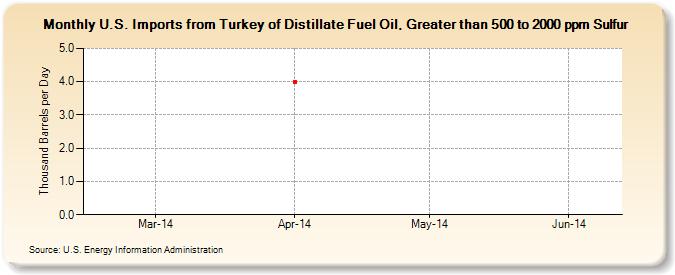 Monthly U.S. Imports from Turkey of Distillate Fuel Oil, Greater than 500 to 2000 ppm Sulfur
Thousand Barrels per Day
5.0
4.0
3.0
2.0
1.0
0.0
Mar-14 Apr-14 May-14 Jun-14
Source: U.S. Energy Information Administration